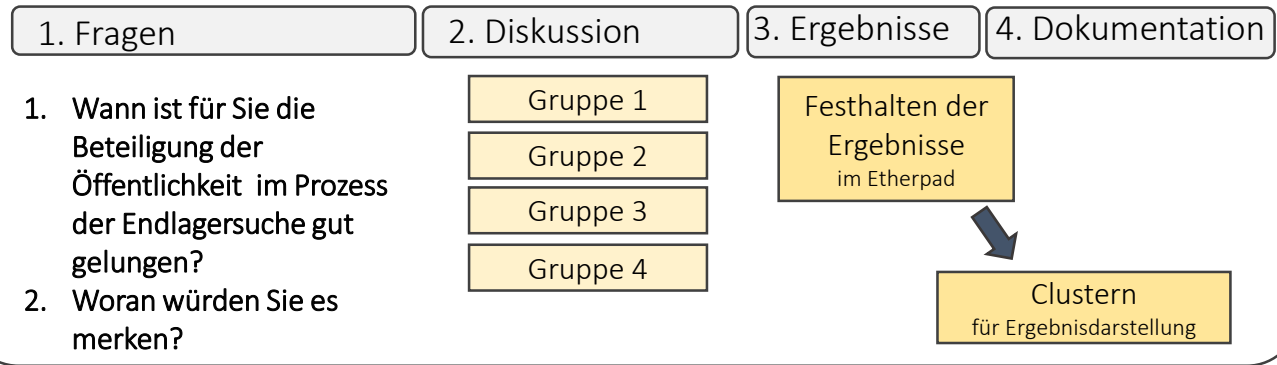 1. Fragen
2. Diskussion
3. Ergebnisse
4. Dokumentation
1. Wann ist für Sie die
Beteiligung der
Öffentlichkeit im Prozess
der Endlagersuche gut
gelungen?
2. Woran würden Sie es
merken?
Gruppe 1
Gruppe 2
Gruppe 3
Gruppe 4
Festhalten der
Ergebnisse
im Etherpad
Clustern
für Ergebnisdarstellung